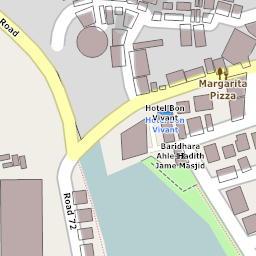 Road
Margarita
Pizza
Hotel Bon
Vivant
Hotel Bon
Vivant
Baridhara
Ahle Hadith
Jame Masjid
Road 72